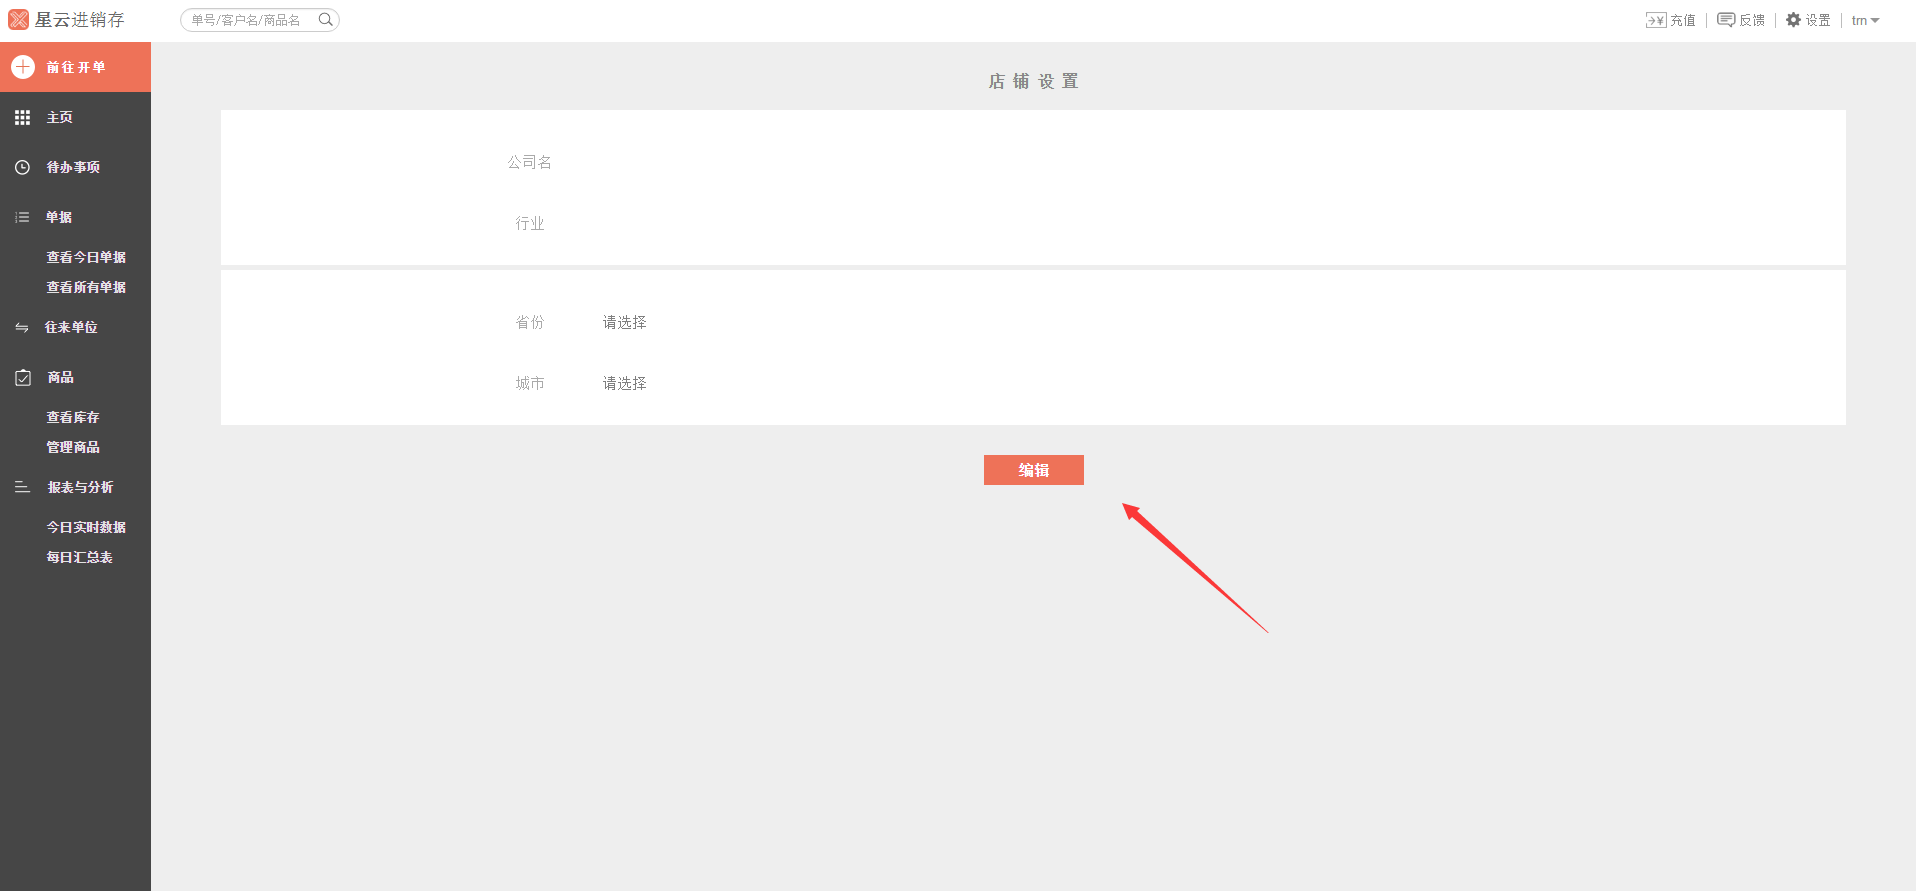 星云进销存
单号/客户名/商品名
充值
反馈
设置
trn
前往开单
主页
待办事项
单据
查看今日单据
查看所有单据
往来单位
商品
查看库存
管理商品
报表与分析
今日实时数据
每日汇总表
店铺设置
公司名
行业
省份 请选择
城市 请选择
编辑